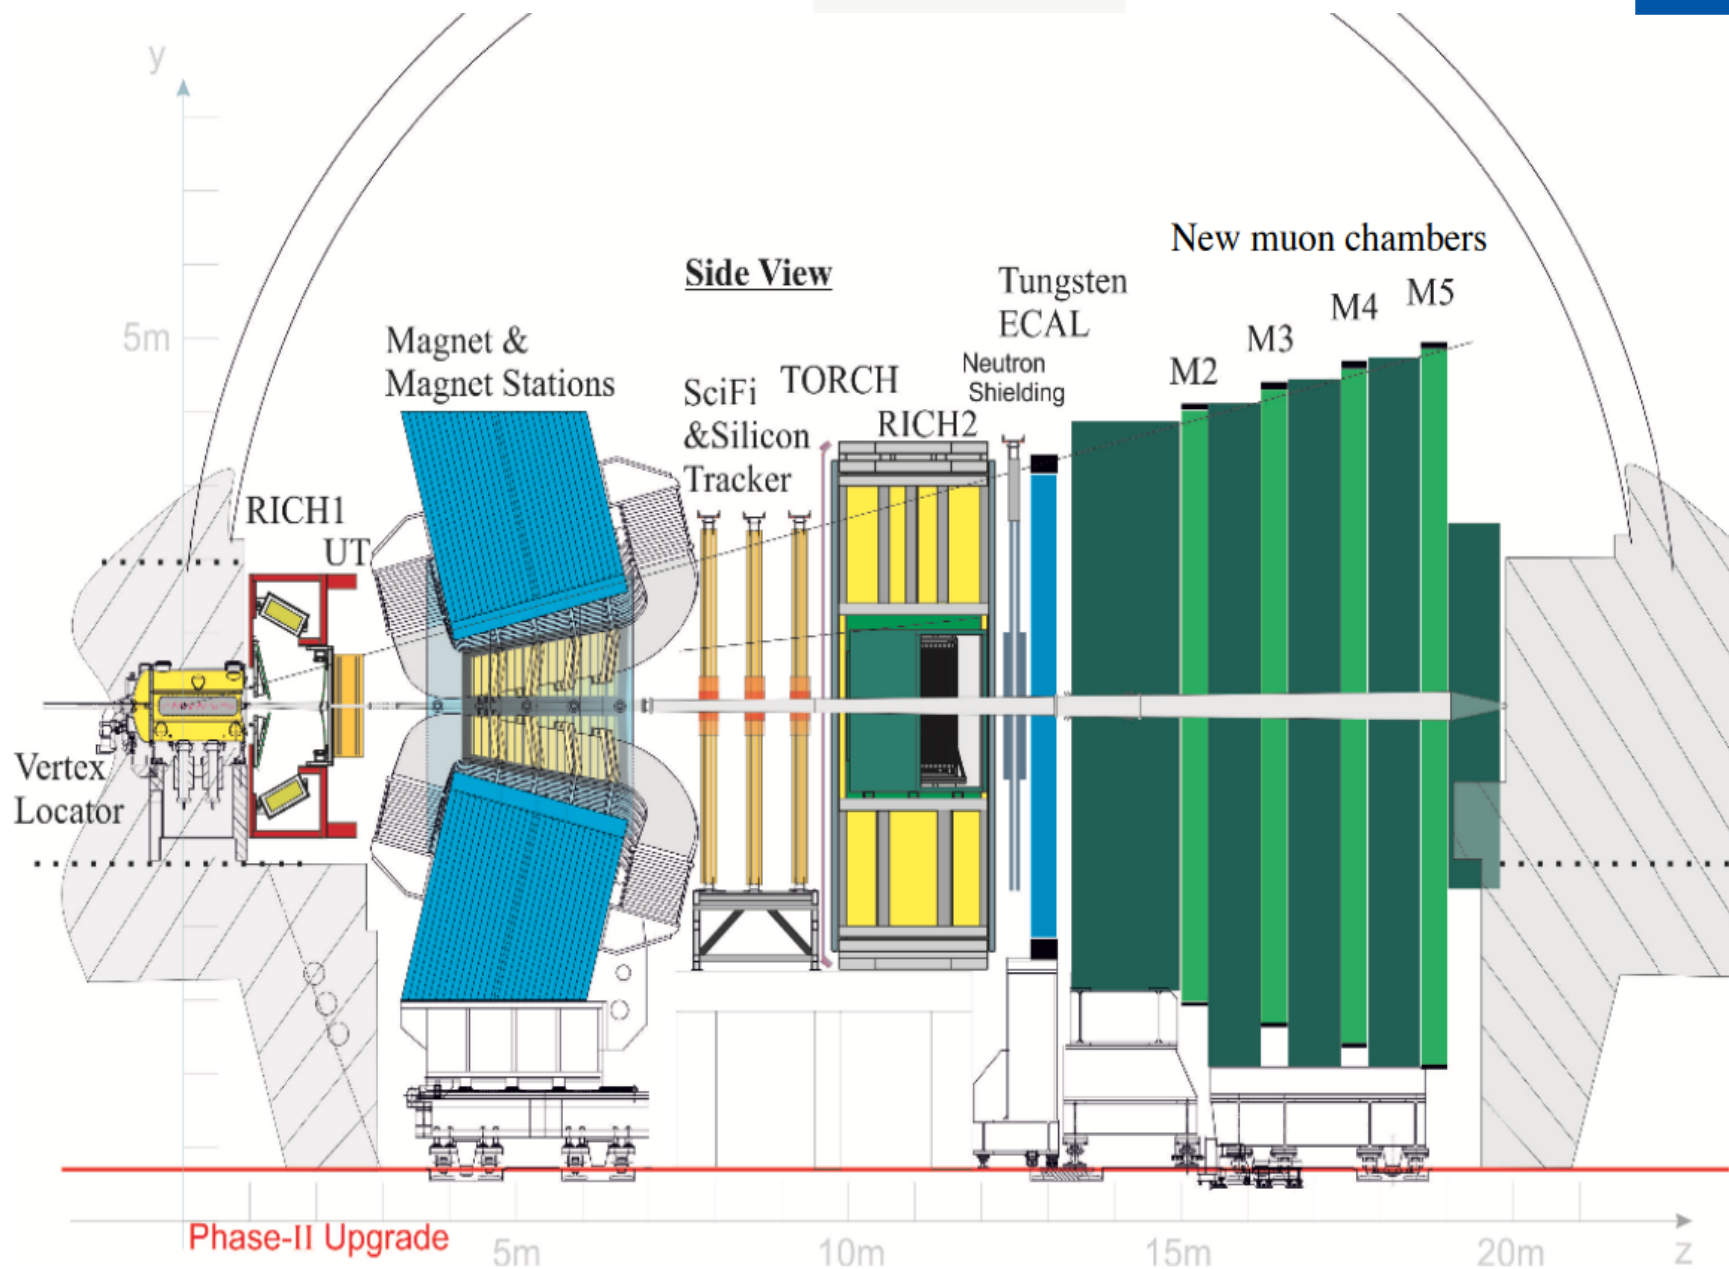 y
New muon chambers
Side View
Tungsten
ECAL
M5
M4
M3
5m
Magnet &
Magnet Stations
Neutron
Shielding
M2
TORCH
SciFi
&Silicon
Tracker
RICH2
RICH1
UT
Vertex
Locator
Phase-II Upgrade
5m
10m
15m
20m
z